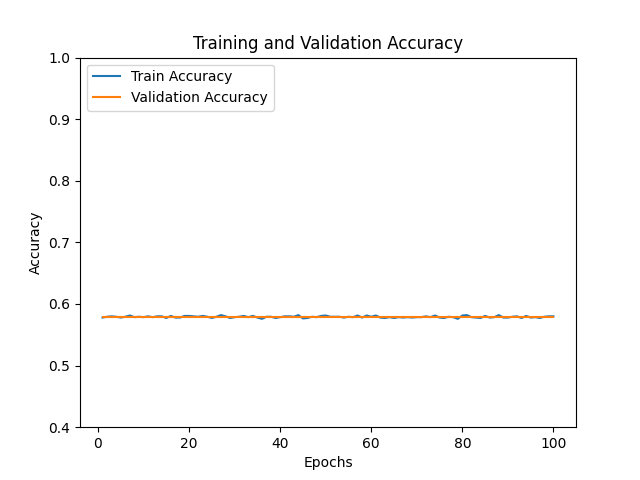 Training and Validation Accuracy
1.0
Train Accuracy
Validation Accuracy
0.9
0.8
0.7
Accuracy
0.6
0.5
0.4
0 20 40 60 80 100
Epochs